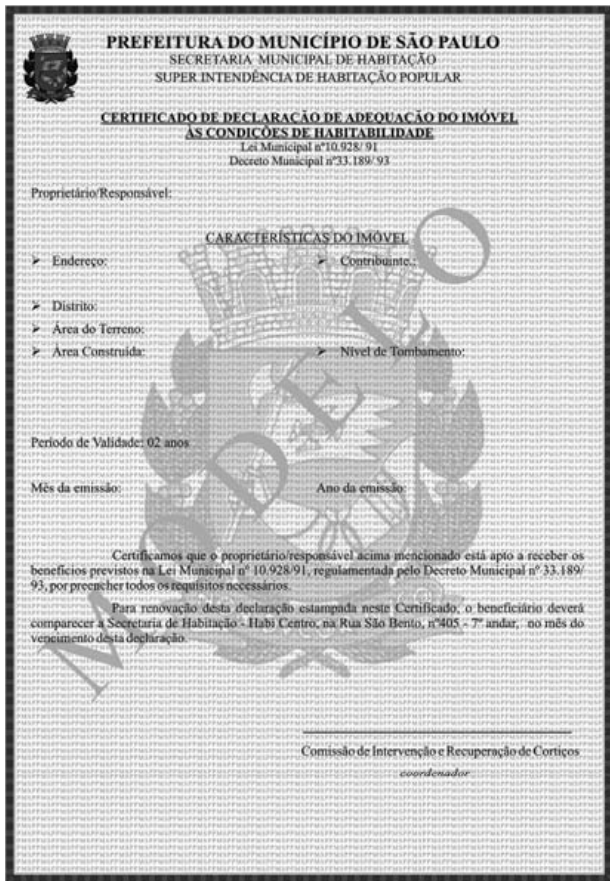 PREFEITURA DO MUNICÍPIO DE SÃO PAULO
SECRETARIA MUNICIPAL DE HABITAÇÃO
SUPER INTENDÊNCIA DE HABITAÇÃO POPULAR
CERTIFICADO DE DECLARAÇÃO DE ADEQUAÇÃO DO IMÓVEL
ÀS CONDIÇÕES DE HABITABILIDADE
Lei Municipal nº10.928/ 91
Decreto Municipal nº33.189/ 93
Proprietário/Responsável:
CARACTERÍSTICAS DO IMÓVEL
➢ Endereço: ➢ Contribuinte.:
➢ Distrito:
➢ Área do Terreno:
➢ Área Construída: ➢ Nível de Tombamento:
Período de Validade: 02 anos
Mês da emissão: Ano da emissão:
Certificamos que o proprietário/responsável acima mencionado está apto a receber os
benefícios previstos na Lei Municipal nº 10.928/91, regulamentada pelo Decreto Municipal nº 33.189/
93, por preencher todos os requisitos necessários.
Para renovação desta declaração estampada neste Certificado, o beneficiário deverá
comparecer a Secretaria de Habitação - Habi Centro, na Rua São Bento, nº405 - 7º andar, no mês do
vencimento desta declaração.
Comissão de Intervenção e Recuperação de Cortiços
coordenador
MODELO